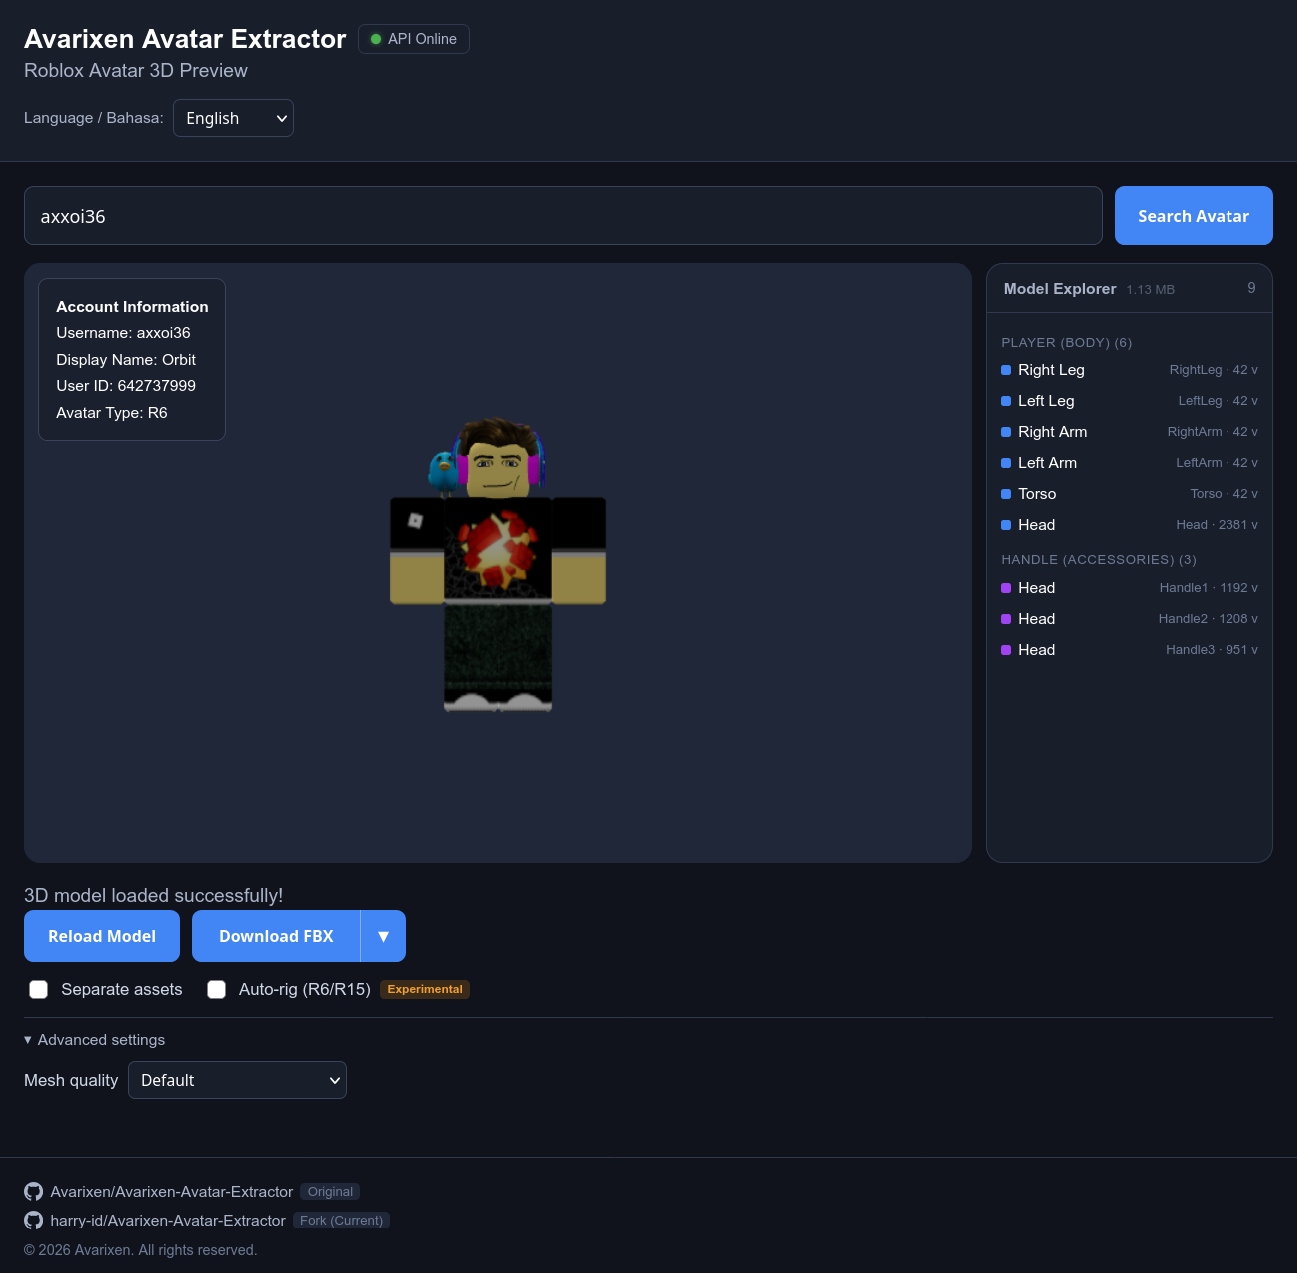 Avarixen Avatar Extractor
API Online
Roblox Avatar 3D Preview
Language / Bahasa:
English
axxoi36
Search Avatar
Account Information
Username: axxoi36
Display Name: Orbit
User ID: 642737999
Avatar Type: R6
Model Explorer 1.13 MB 9
PLAYER (BODY) (6)
Right Leg RightLeg · 42 v
Left Leg LeftLeg · 42 v
Right Arm RightArm · 42 v
Left Arm LeftArm · 42 v
Torso Torso · 42 v
Head Head · 2381 v
HANDLE (ACCESSORIES) (3)
Head Handle1 · 1192 v
Head Handle2 · 1208 v
Head Handle3 · 951 v
3D model loaded successfully!
Reload Model
Download FBX ▼
Separate assets
Auto-rig (R6/R15) Experimental
▾ Advanced settings
Mesh quality Default
Avarixen/Avarixen-Avatar-Extractor Original
harry-id/Avarixen-Avatar-Extractor Fork (Current)
© 2026 Avarixen. All rights reserved.